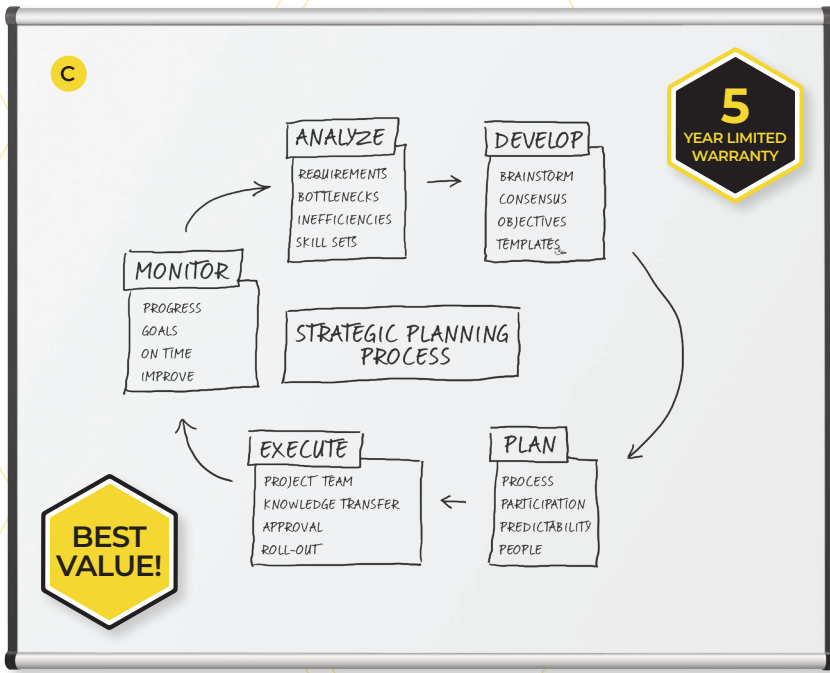 C
5
YEAR LIMITED
WARRANTY
ANALYZE
REQUIREMENTS
BOTTLENECKS
INEFFICIENCIES
SKILL SETS
DEVELOP
BRAINSTORM
CONSENSUS
OBJECTIVES
TEMPLATES
MONITOR
PROGRESS
GOALS
ON TIME
IMPROVE
STRATEGIC PLANNING
PROCESS
EXECUTE
PROJECT TEAM
KNOWLEDGE TRANSFER
APPROVAL
ROLL-OUT
PLAN
PROCESS
PARTICIPATION
PREDICTABILITY
PEOPLE
BEST
VALUE!